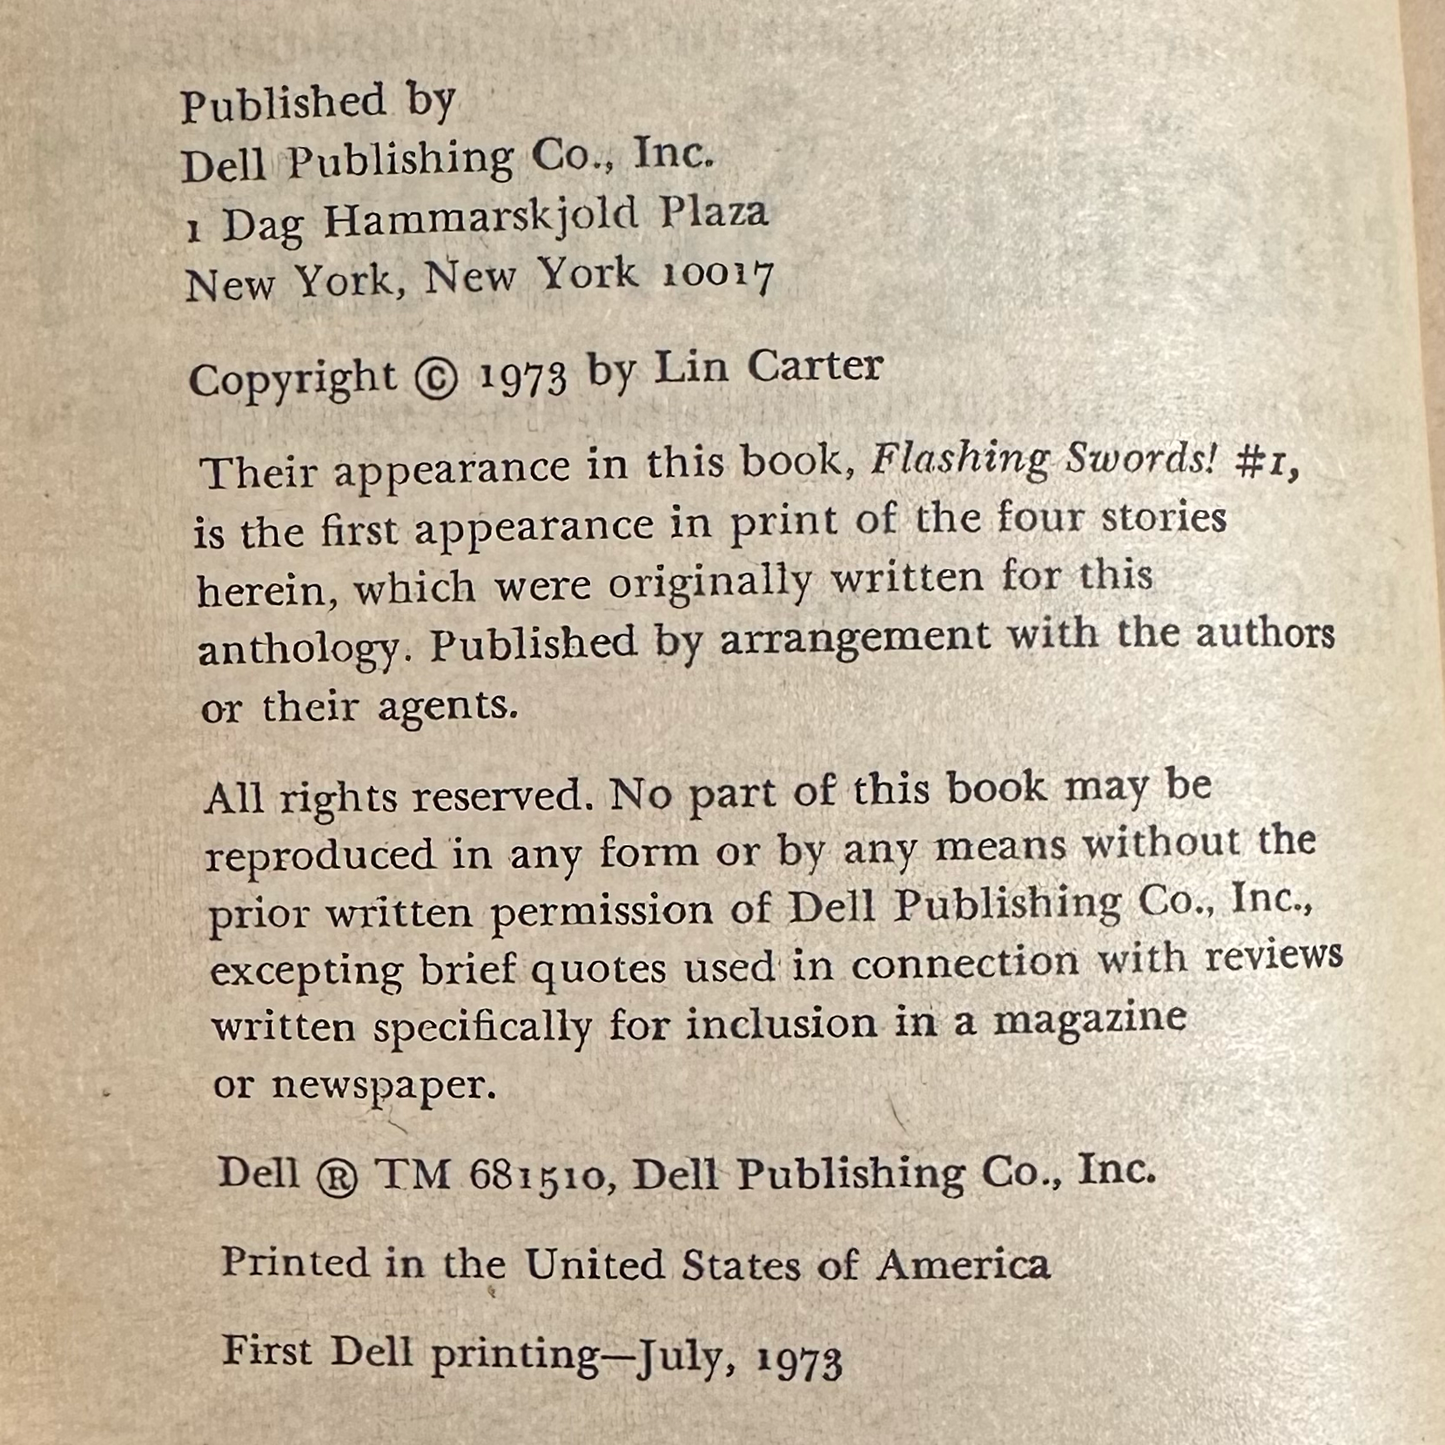 Published by
Dell Publishing Co., Inc.
1 Dag Hammarskjold Plaza
New York, New York 10017
Copyright © 1973 by Lin Carter
Their appearance in this book, Flashing Swords! #1,
is the first appearance in print of the four stories
herein, which were originally written for this
anthology. Published by arrangement with the authors
or their agents.
All rights reserved. No part of this book may be
reproduced in any form or by any means without the
prior written permission of Dell Publishing Co., Inc.,
excepting brief quotes used in connection with reviews
written specifically for inclusion in a magazine
or newspaper.
Dell ® TM 681510, Dell Publishing Co., Inc.
Printed in the United States of America
First Dell printing—July, 1973